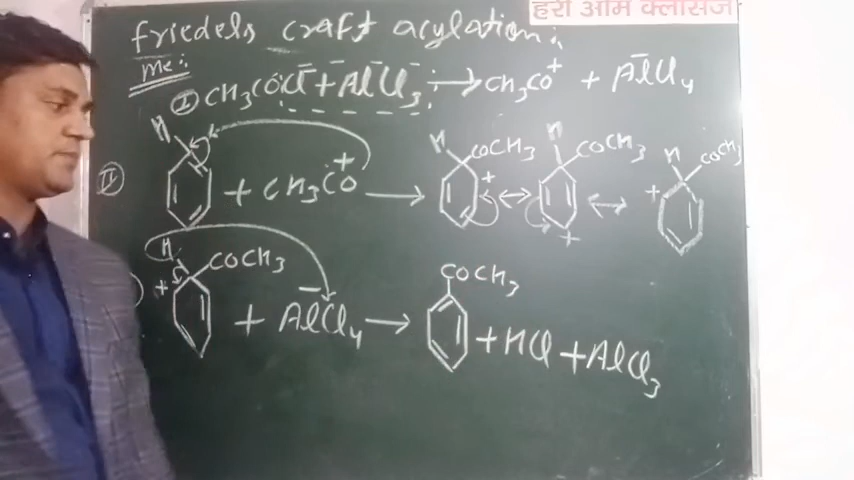 हरी ओम क्लासेज
friedels craft acylation:
Me:
I CH3COCl + AlCl3 → CH3CO+ + AlCl4-
II H + CH3CO+ → H COCH3 + ↔ H COCH3 + ↔ H COCH3 +
H COCH3 + + AlCl4- → COCH3 + HCl + AlCl3